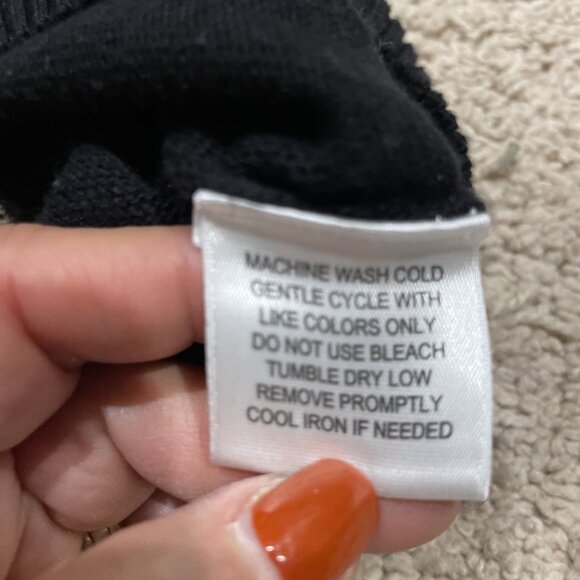 MACHINE WASH COLD
GENTLE CYCLE WITH
LIKE COLORS ONLY
DO NOT USE BLEACH
TUMBLE DRY LOW
REMOVE PROMPTLY
COOL IRON IF NEEDED